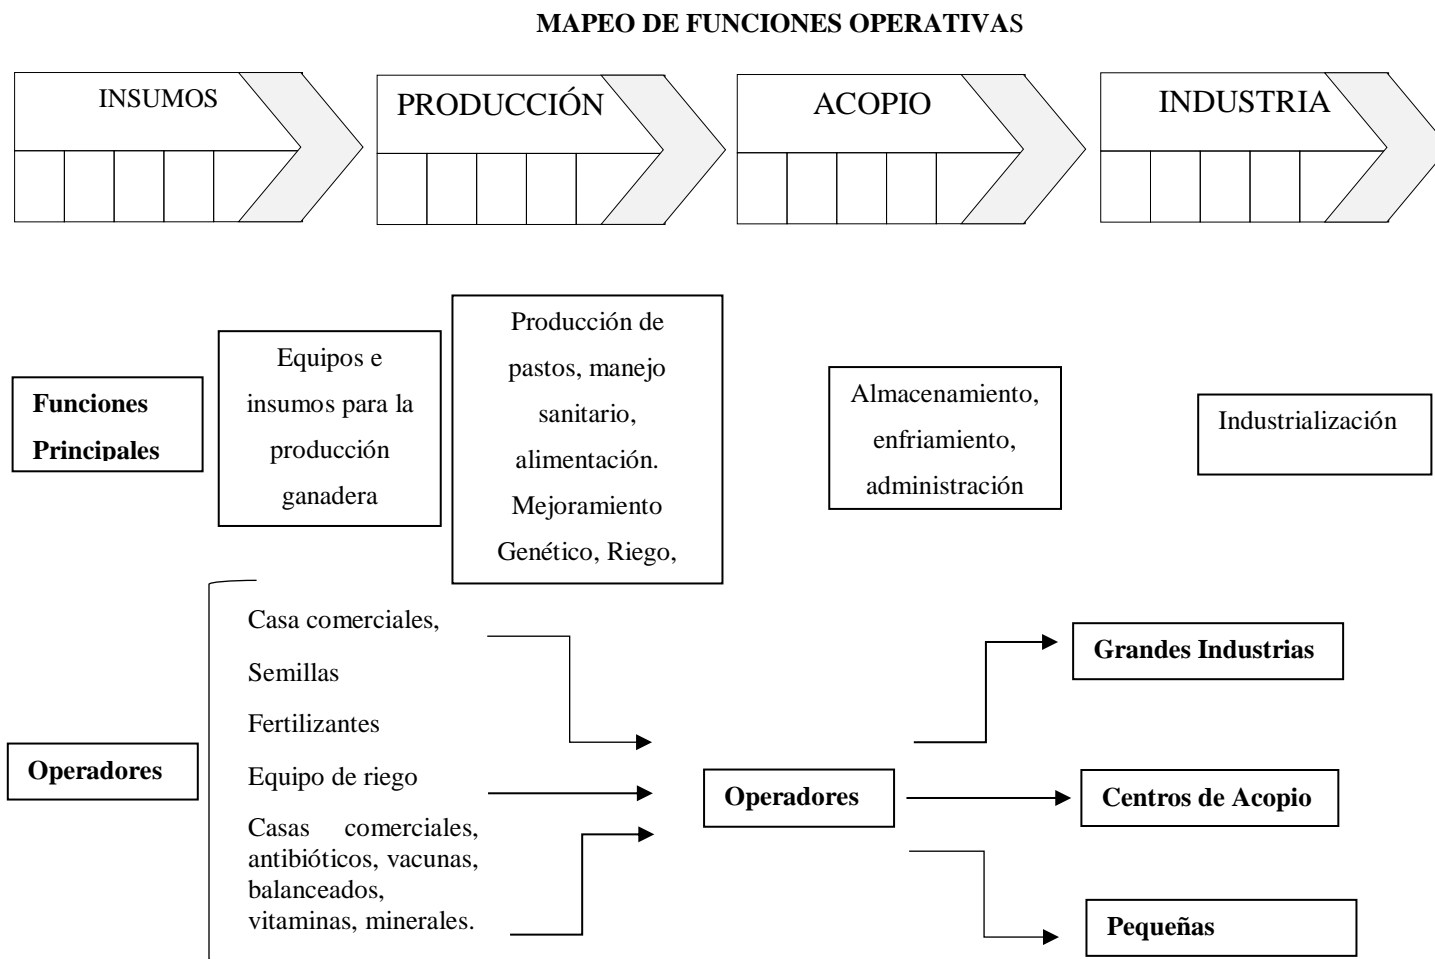 MAPEO DE FUNCIONES OPERATIVAS
INSUMOS
PRODUCCIÓN
ACOPIO
INDUSTRIA
Funciones
Principales
Equipos e
insumos para la
producción
ganadera
Producción de
pastos, manejo
sanitario,
alimentación.
Mejoramiento
Genético, Riego,
Almacenamiento,
enfriamiento,
administración
Industrialización
Operadores
Casa comerciales,
Semillas
Fertilizantes
Equipo de riego
Casas comerciales,
antibióticos, vacunas,
balanceados,
vitaminas, minerales.
Operadores
Grandes Industrias
Centros de Acopio
Pequeñas